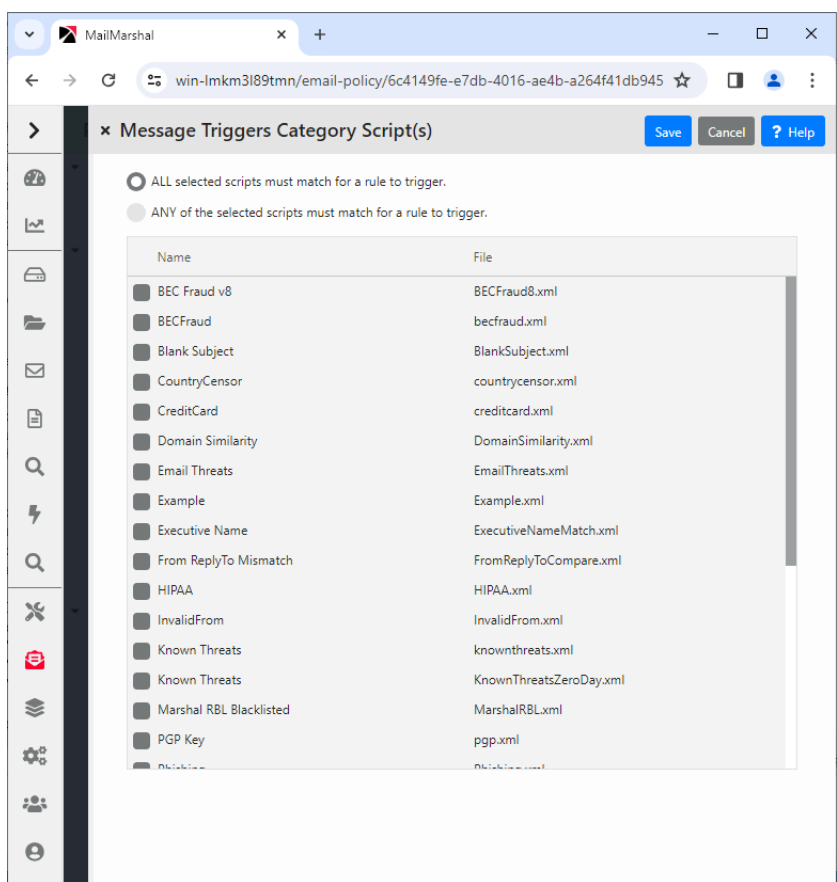 MailMarshal
win-lmkm3l89tmn/email-policy/6c4149fe-e7db-4016-ae4b-a264f41db945
Message Triggers Category Script(s)
Save Cancel ? Help
ALL selected scripts must match for a rule to trigger.
ANY of the selected scripts must match for a rule to trigger.
Name File
BEC Fraud v8 BECFraud8.xml
BECFraud becfraud.xml
Blank Subject BlankSubject.xml
CountryCensor countrycensor.xml
CreditCard creditcard.xml
Domain Similarity DomainSimilarity.xml
Email Threats EmailThreats.xml
Example Example.xml
Executive Name ExecutiveNameMatch.xml
From ReplyTo Mismatch FromReplyToCompare.xml
HIPAA HIPAA.xml
InvalidFrom InvalidFrom.xml
Known Threats knownthreats.xml
Known Threats KnownThreatsZeroDay.xml
Marshal RBL Blacklisted MarshalRBL.xml
PGP Key pgp.xml
Phishing Phishing.xml